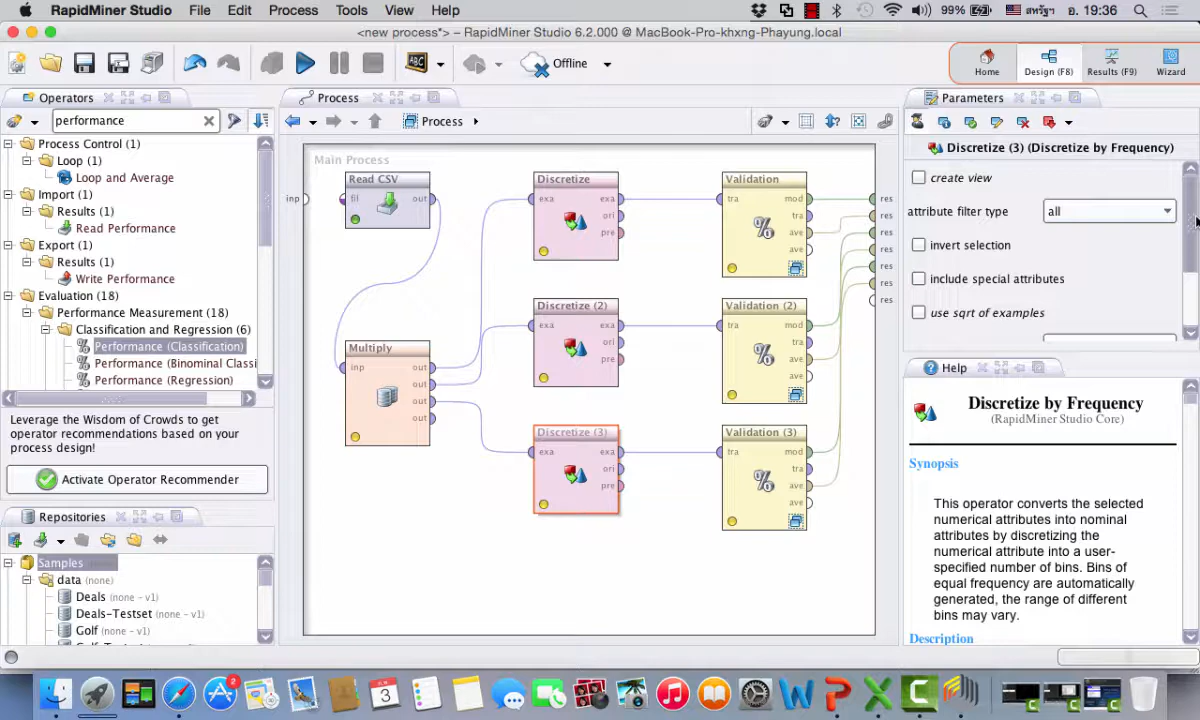 RapidMiner Studio File Edit Process Tools View Help 99% สหรัฐฯ อ. 19:36
<new process*> – RapidMiner Studio 6.2.000 @ MacBook-Pro-khxng-Phayung.local
ABC Offline Home Design (F8) Results (F9) Wizard
Operators Process Parameters
performance Process
Discretize (3) (Discretize by Frequency)
Process Control (1)
Loop (1)
Loop and Average
Import (1)
Results (1)
Read Performance
Export (1)
Results (1)
Write Performance
Evaluation (18)
Performance Measurement (18)
Classification and Regression (6)
Performance (Classification)
Performance (Binominal Classi
Performance (Regression)
Leverage the Wisdom of Crowds to get
operator recommendations based on your
process design!
Activate Operator Recommender
Repositories
Samples
data (none)
Deals (none – v1)
Deals-Testset (none – v1)
Golf (none – v1)
Main Process
inp
Read CSV
fil out
Multiply
inp out
out
out
out
Discretize
exa exa
ori
pre
Discretize (2)
exa exa
ori
pre
Discretize (3)
exa exa
ori
pre
Validation
tra mod
tra
ave
ave
Validation (2)
tra mod
tra
ave
ave
Validation (3)
tra mod
tra
ave
ave
res
res
res
res
res
res
res
create view
attribute filter type all
invert selection
include special attributes
use sqrt of examples
Help
Discretize by Frequency
(RapidMiner Studio Core)
Synopsis
This operator converts the selected
numerical attributes into nominal
attributes by discretizing the
numerical attribute into a user-
specified number of bins. Bins of
equal frequency are automatically
generated, the range of different
bins may vary.
Description
2
3